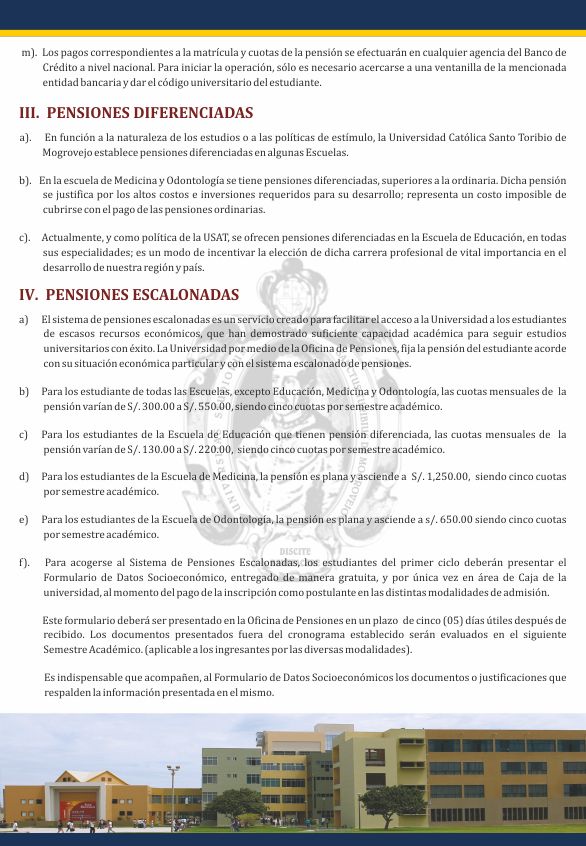 m). Los pagos correspondientes a la matrícula y cuotas de la pensión se efectuarán en cualquier agencia del Banco de
Crédito a nivel nacional. Para iniciar la operación, sólo es necesario acercarse a una ventanilla de la mencionada
entidad bancaria y dar el código universitario del estudiante.
III. PENSIONES DIFERENCIADAS
a). En función a la naturaleza de los estudios o a las políticas de estímulo, la Universidad Católica Santo Toribio de
Mogrovejo establece pensiones diferenciadas en algunas Escuelas.
b). En la escuela de Medicina y Odontología se tiene pensiones diferenciadas, superiores a la ordinaria. Dicha pensión
se justifica por los altos costos e inversiones requeridos para su desarrollo; representa un costo imposible de
cubrirse con el pago de las pensiones ordinarias.
c). Actualmente, y como política de la USAT, se ofrecen pensiones diferenciadas en la Escuela de Educación, en todas
sus especialidades; es un modo de incentivar la elección de dicha carrera profesional de vital importancia en el
desarrollo de nuestra región y país.
IV. PENSIONES ESCALONADAS
a) El sistema de pensiones escalonadas es un servicio creado para facilitar el acceso a la Universidad a los estudiantes
de escasos recursos económicos, que han demostrado suficiente capacidad académica para seguir estudios
universitarios con éxito. La Universidad por medio de la Oficina de Pensiones, fija la pensión del estudiante acorde
con su situación económica particular y con el sistema escalonado de pensiones.
b) Para los estudiante de todas las Escuelas, excepto Educación, Medicina y Odontología, las cuotas mensuales de la
pensión varían de S/. 300.00 a S/. 550.00, siendo cinco cuotas por semestre académico.
c) Para los estudiantes de la Escuela de Educación que tienen pensión diferenciada, las cuotas mensuales de la
pensión varían de S/. 130.00 a S/. 220.00, siendo cinco cuotas por semestre académico.
d) Para los estudiantes de la Escuela de Medicina, la pensión es plana y asciende a S/. 1,250.00, siendo cinco cuotas
por semestre académico.
e) Para los estudiantes de la Escuela de Odontología, la pensión es plana y asciende a s/. 650.00 siendo cinco cuotas
por semestre académico.
DISCITE
f). Para acogerse al Sistema de Pensiones Escalonadas, los estudiantes del primer ciclo deberán presentar el
Formulario de Datos Socioeconómico, entregado de manera gratuita, y por única vez en área de Caja de la
universidad, al momento del pago de la inscripción como postulante en las distintas modalidades de admisión.
Este formulario deberá ser presentado en la Oficina de Pensiones en un plazo de cinco (05) días útiles después de
recibido. Los documentos presentados fuera del cronograma establecido serán evaluados en el siguiente
Semestre Académico. (aplicable a los ingresantes por las diversas modalidades).
Es indispensable que acompañen, al Formulario de Datos Socioeconómicos los documentos o justificaciones que
respalden la información presentada en el mismo.